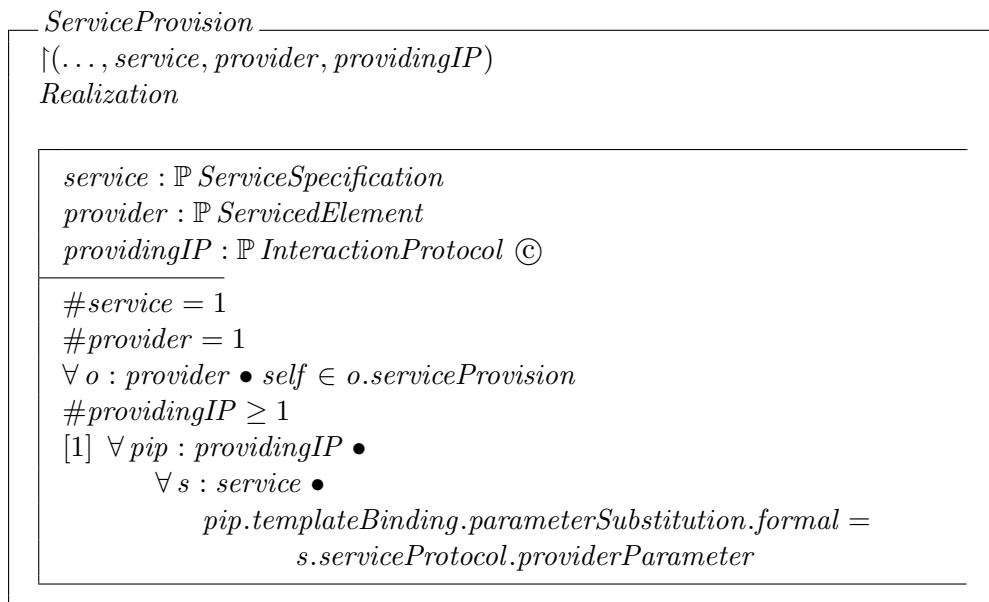 ServiceProvision
↾(..., service, provider, providingIP)
Realization
service : ℙ ServiceSpecification
provider : ℙ ServicedElement
providingIP : ℙ InteractionProtocol ©
#service = 1
#provider = 1
∀ o : provider • self ∈ o.serviceProvision
#providingIP ≥ 1
[1] ∀ pip : providingIP •
∀ s : service •
pip.templateBinding.parameterSubstitution.formal =
s.serviceProtocol.providerParameter